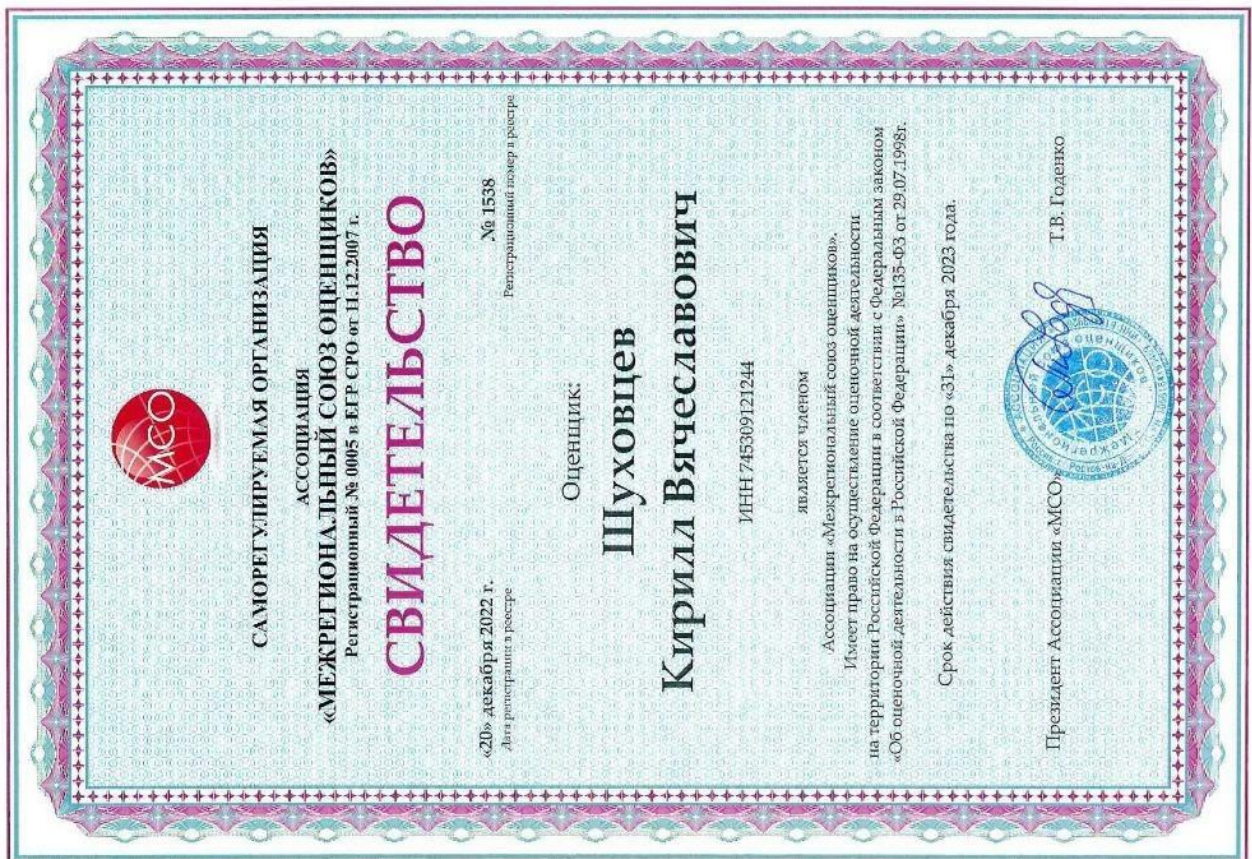 МСО
САМОРЕГУЛИРУЕМАЯ ОРГАНИЗАЦИЯ
АССОЦИАЦИЯ
«МЕЖРЕГИОНАЛЬНЫЙ СОЮЗ ОЦЕНЩИКОВ»
Регистрационный № 0005 в ЕГР СРО от 11.12.2007 г.
СВИДЕТЕЛЬСТВО
«20» декабря 2022 г. № 1538
Дата регистрации в реестре Регистрационный номер в реестре
Оценщик:
Шуховцев
Кирилл Вячеславович
ИНН 745309121244
является членом
Ассоциации «Межрегиональный союз оценщиков».
Имеет право на осуществление оценочной деятельности
на территории Российской Федерации в соответствии с Федеральным законом
«Об оценочной деятельности в Российской Федерации» №135-ФЗ от 29.07.1998г.
Срок действия свидетельства по «31» декабря 2023 года.
Президент Ассоциации «МСО» Т.В. Годенко